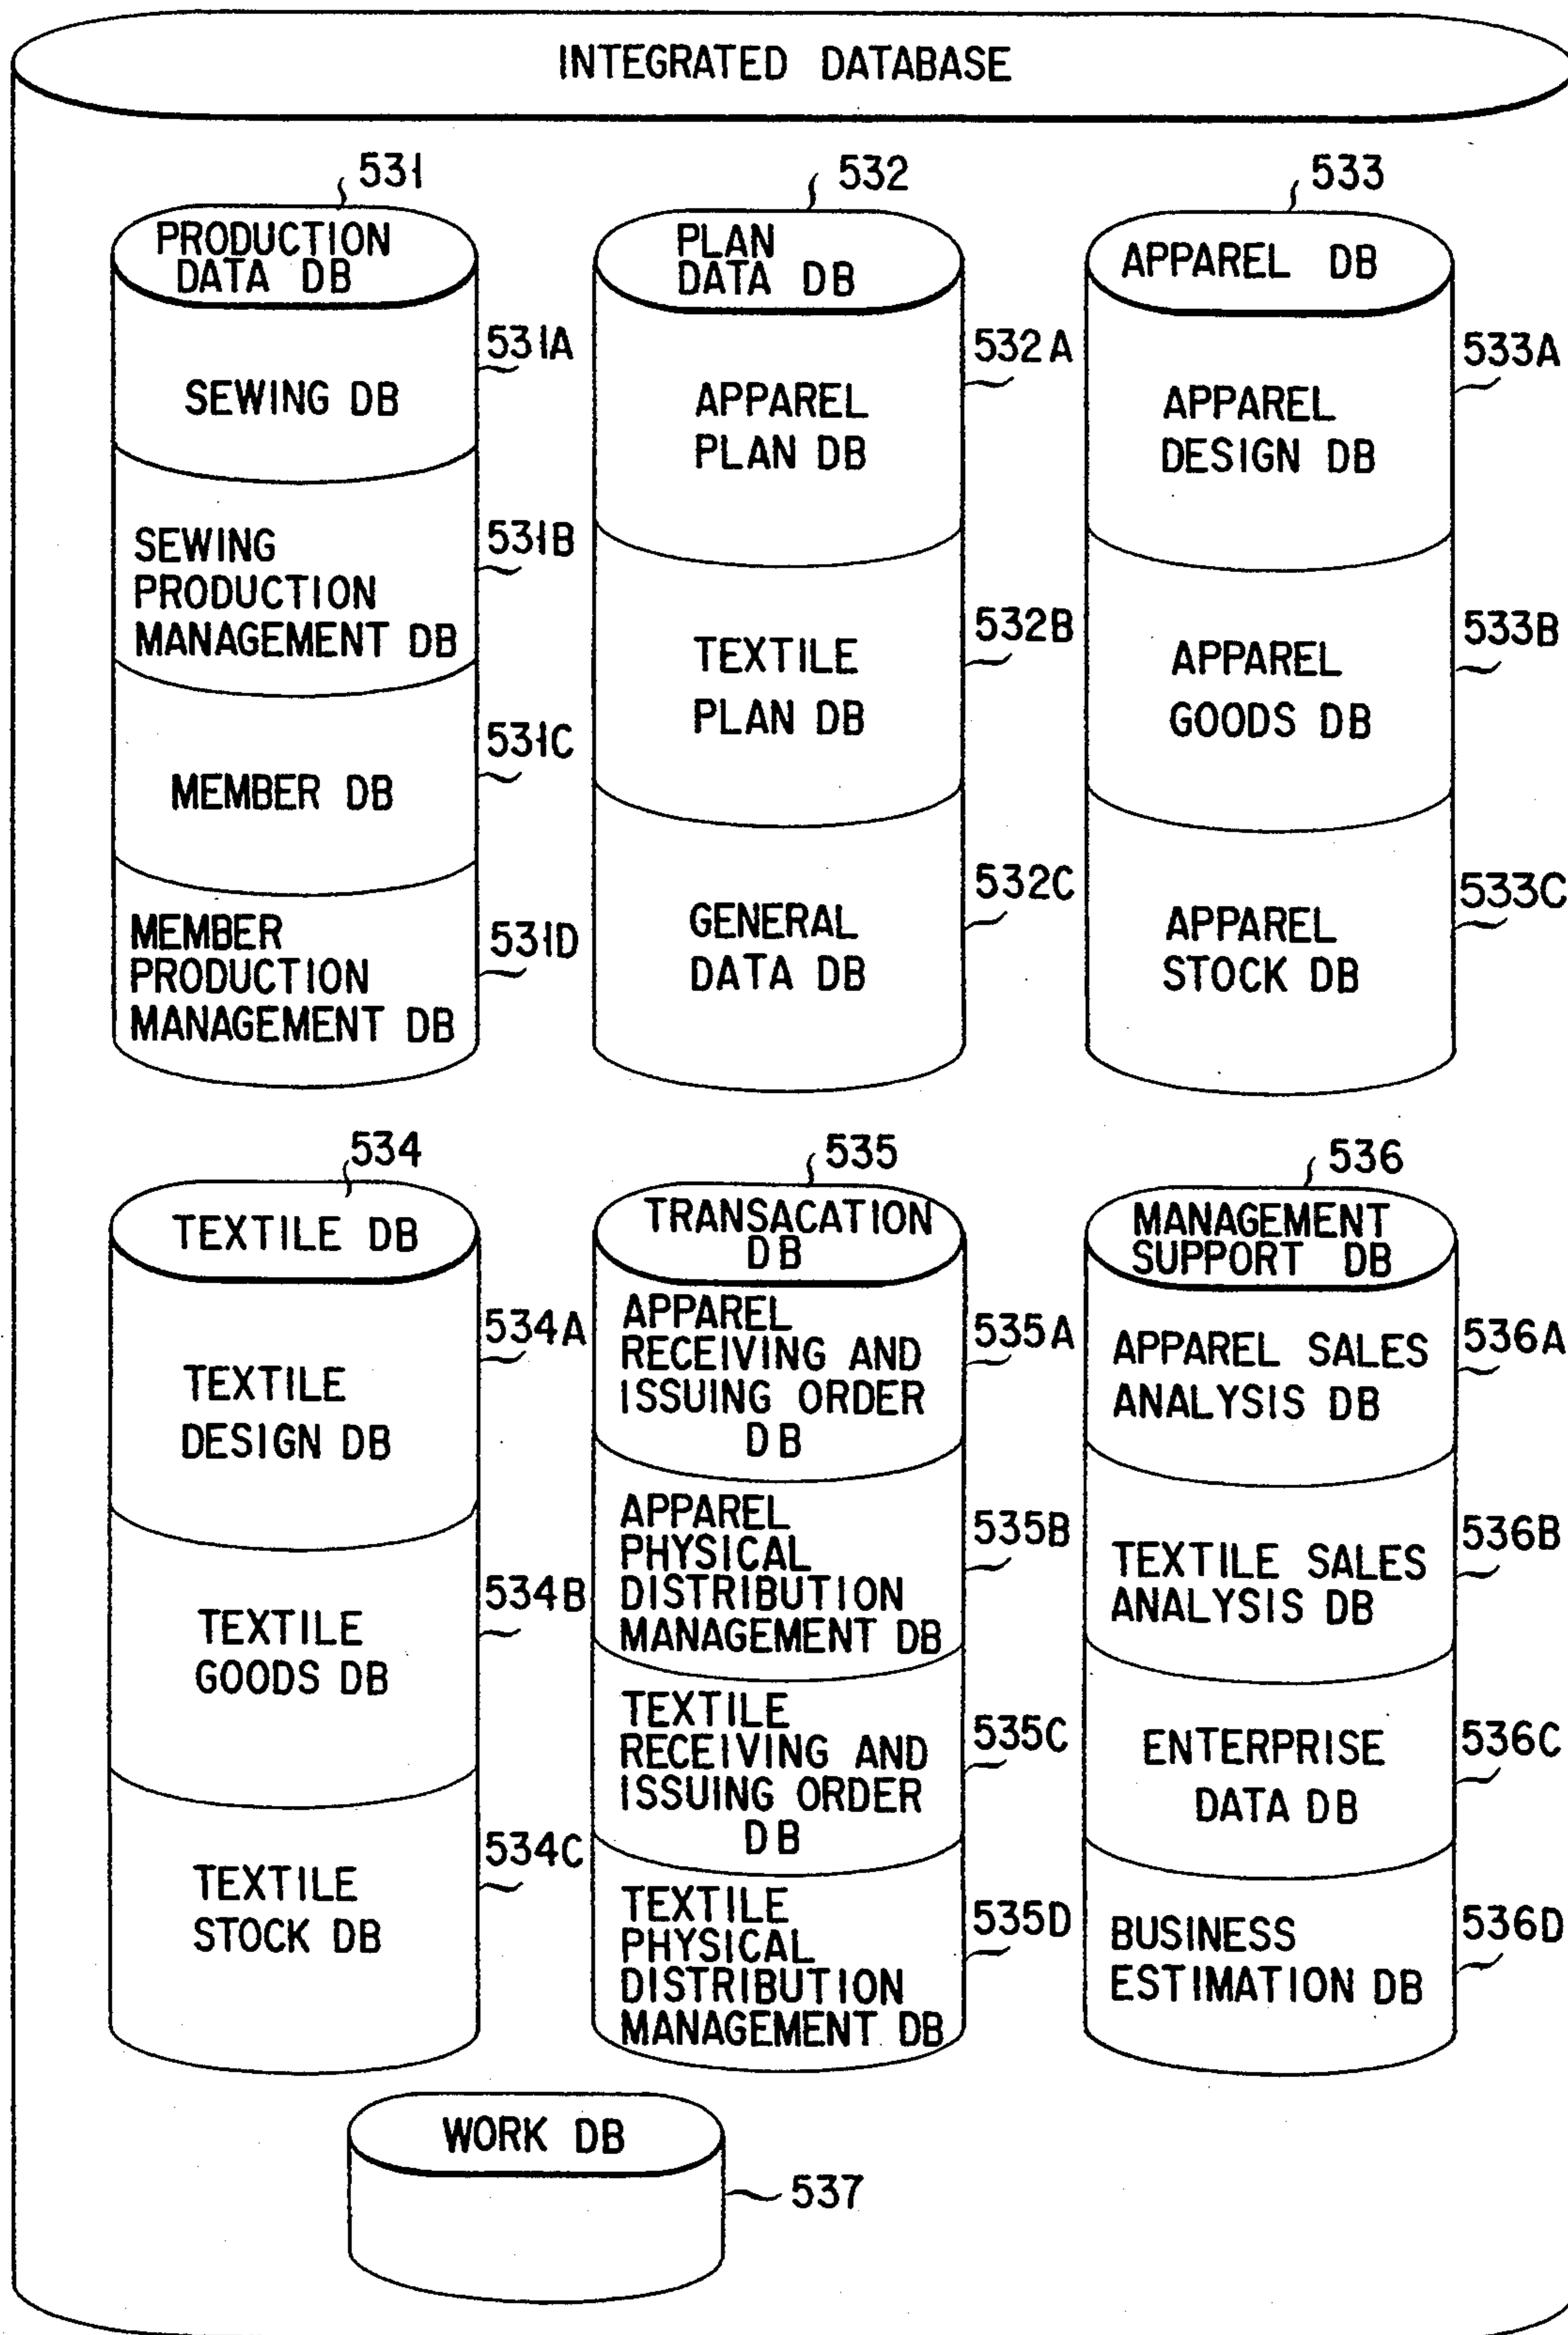 INTEGRATED DATABASE
531
PRODUCTION
DATA DB
531A
SEWING DB
531B
SEWING
PRODUCTION
MANAGEMENT DB
531C
MEMBER DB
531D
MEMBER
PRODUCTION
MANAGEMENT DB
532
PLAN
DATA DB
532A
APPAREL
PLAN DB
532B
TEXTILE
PLAN DB
532C
GENERAL
DATA DB
533
APPAREL DB
533A
APPAREL
DESIGN DB
533B
APPAREL
GOODS DB
533C
APPAREL
STOCK DB
534
TEXTILE DB
534A
TEXTILE
DESIGN DB
534B
TEXTILE
GOODS DB
534C
TEXTILE
STOCK DB
535
TRANSACATION
DB
535A
APPAREL
RECEIVING AND
ISSUING ORDER
DB
535B
APPAREL
PHYSICAL
DISTRIBUTION
MANAGEMENT DB
535C
TEXTILE
RECEIVING AND
ISSUING ORDER
DB
535D
TEXTILE
PHYSICAL
DISTRIBUTION
MANAGEMENT DB
536
MANAGEMENT
SUPPORT DB
536A
APPAREL SALES
ANALYSIS DB
536B
TEXTILE SALES
ANALYSIS DB
536C
ENTERPRISE
DATA DB
536D
BUSINESS
ESTIMATION DB
WORK DB
537